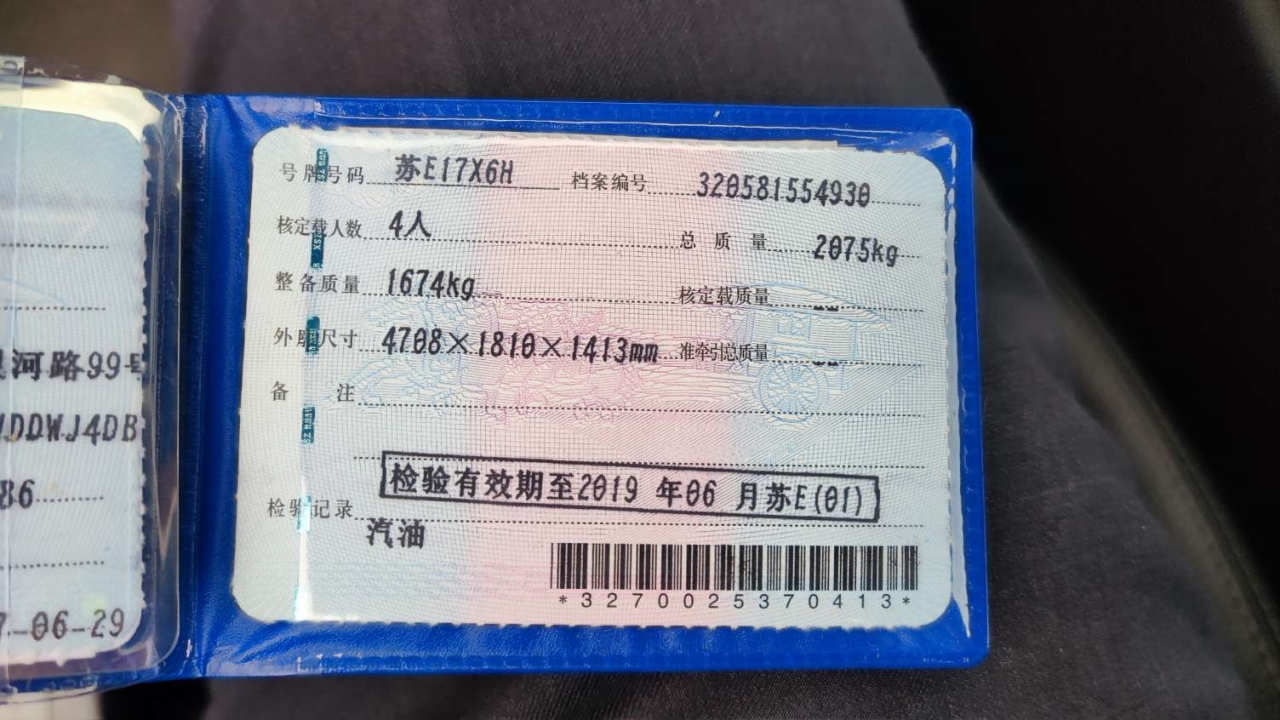 号牌号码 苏E17X6H 档案编号 320581554930
核定载人数 4人 总质量 2075kg
整备质量 1674kg 核定载质量 --
外廓尺寸 4708×1810×1413mm 准牵引总质量 --
备注
检验有效期至2019 年06 月苏E(01)
检验记录
汽油
*3270025370413*
河路99号
DDWJ4DB
86
-06-29